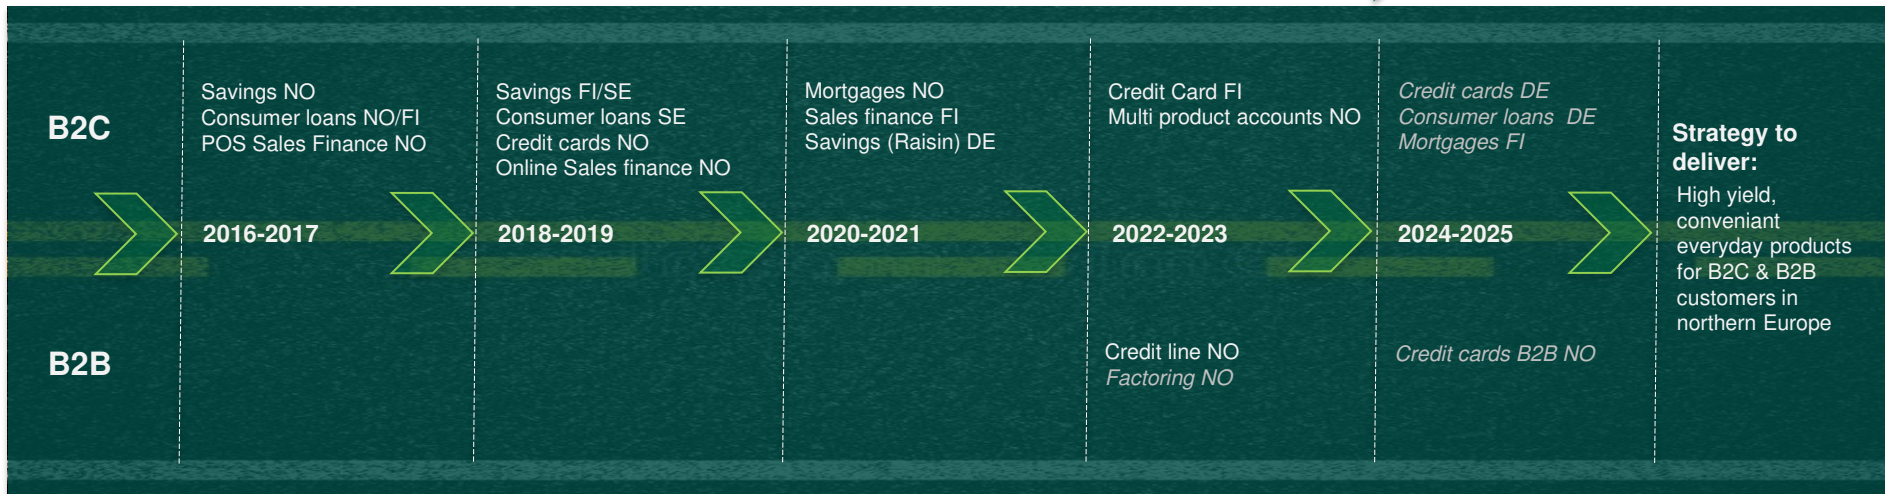 B2C
Savings NO
Consumer loans NO/FI
POS Sales Finance NO
Savings FI/SE
Consumer loans SE
Credit cards NO
Online Sales finance NO
Mortgages NO
Sales finance FI
Savings (Raisin) DE
Credit Card FI
Multi product accounts NO
Credit cards DE
Consumer loans DE
Mortgages FI
2016-2017
2018-2019
2020-2021
2022-2023
2024-2025
B2B
Credit line NO
Factoring NO
Credit cards B2B NO
Strategy to
deliver:
High yield,
conveniant
everyday products
for B2C & B2B
customers in
northern Europe